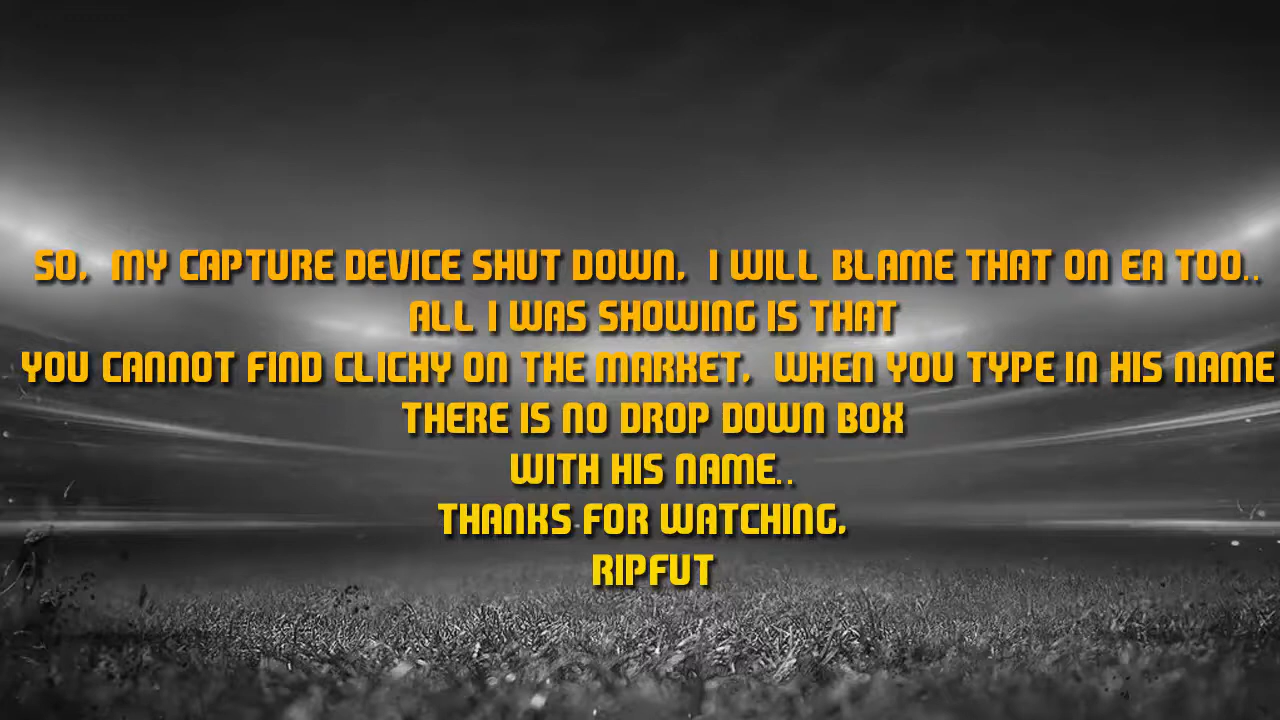 SO, MY CAPTURE DEVICE SHUT DOWN, I WILL BLAME THAT ON EA TOO..
ALL I WAS SHOWING IS THAT
YOU CANNOT FIND CLICHY ON THE MARKET, WHEN YOU TYPE IN HIS NAME
THERE IS NO DROP DOWN BOX
WITH HIS NAME..
THANKS FOR WATCHING,
RIPFUT